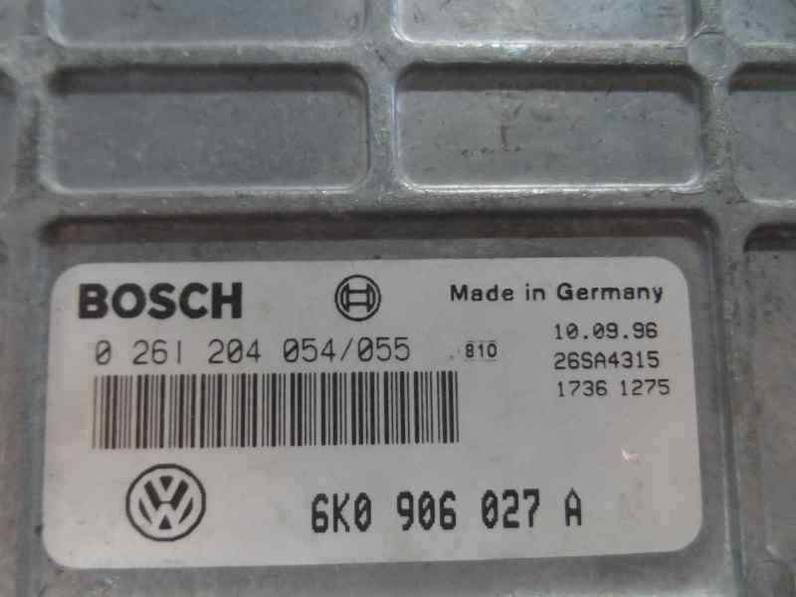 BOSCH
Made in Germany
0 261 204 054/055
810
10.09.96
26SA4315
1736 1275
VW
6K0 906 027 A